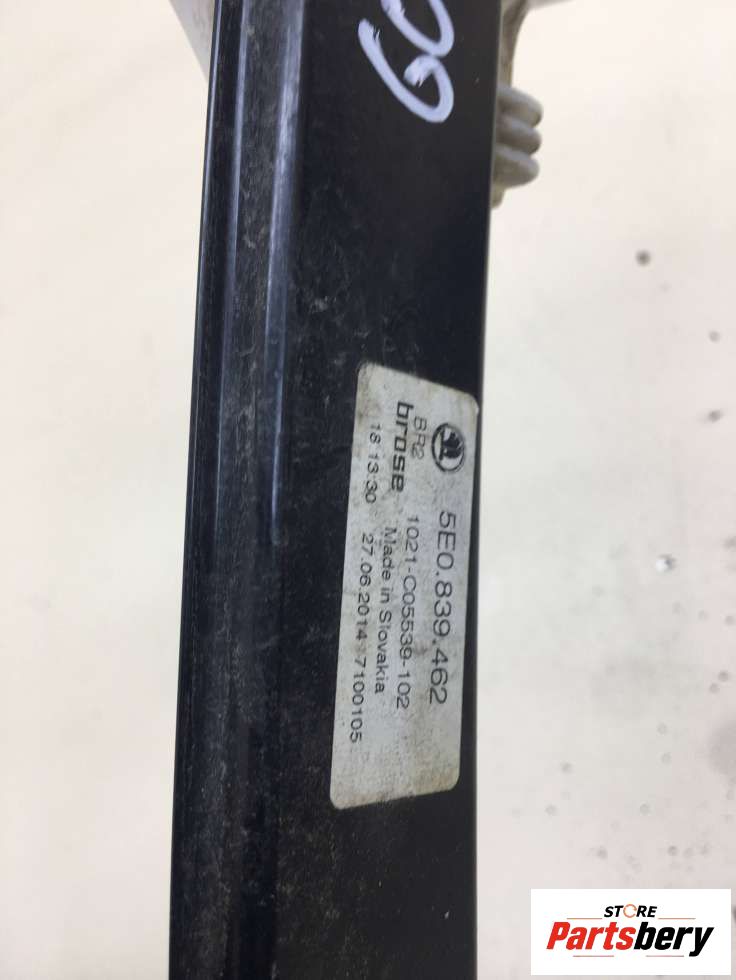 5E0.839.462
BR2 1021-C05539-102
brose Made in Slovakia
18:13:30 27.06.2014 7100105
STORE
Partsbery